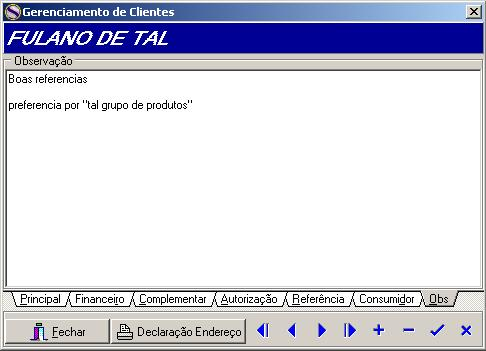 Gerenciamento de Clientes
FULANO DE TAL
Observação
Boas referencias
preferencia por "tal grupo de produtos"
Principal Financeiro Complementar Autorização Referência Consumidor Obs
Fechar Declaração Endereço